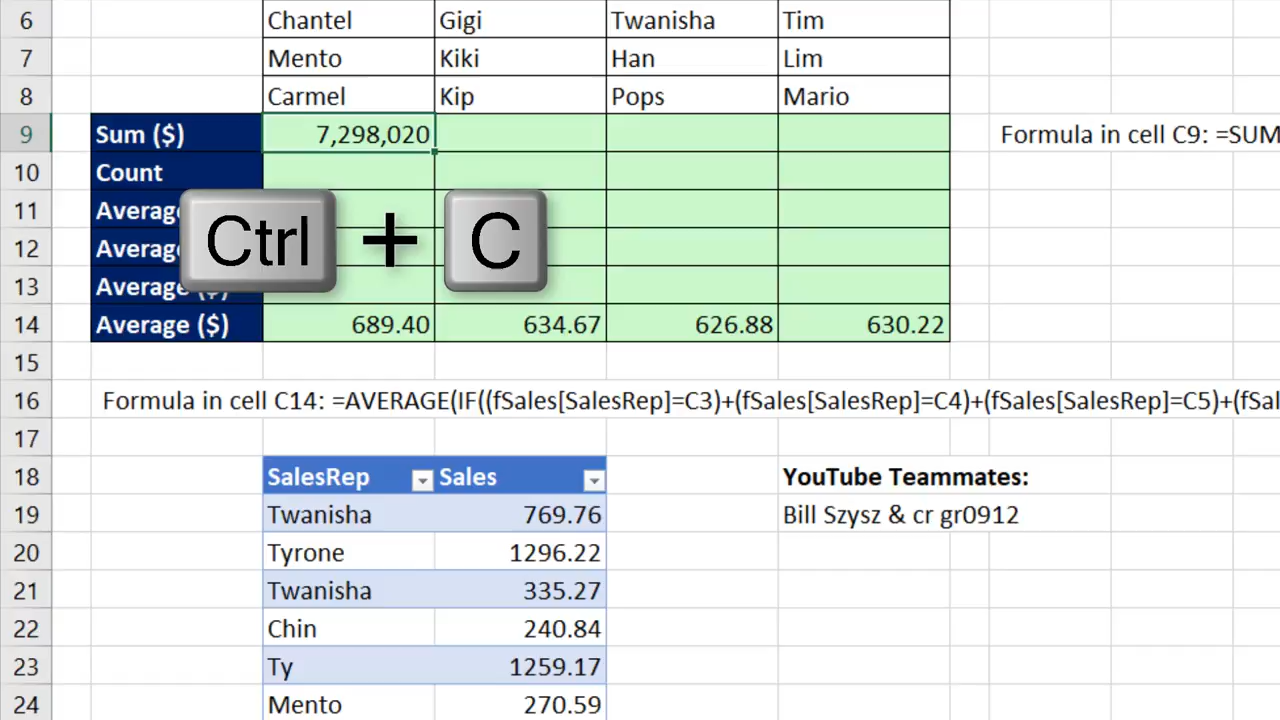 6 Chantel Gigi Twanisha Tim
7 Mento Kiki Han Lim
8 Carmel Kip Pops Mario
9 Sum ($) 7,298,020 Formula in cell C9: =SUM
10 Count
11 Average
12 Average
13 Average ($)
14 Average ($) 689.40 634.67 626.88 630.22
Ctrl + C
15
16 Formula in cell C14: =AVERAGE(IF((fSales[SalesRep]=C3)+(fSales[SalesRep]=C4)+(fSales[SalesRep]=C5)+(fSal
17
18 SalesRep Sales YouTube Teammates:
19 Twanisha 769.76 Bill Szysz & cr gr0912
20 Tyrone 1296.22
21 Twanisha 335.27
22 Chin 240.84
23 Ty 1259.17
24 Mento 270.59